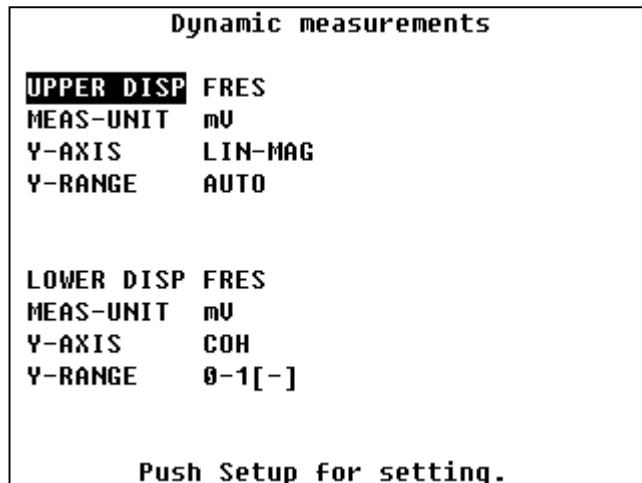 Dynamic measurements
UPPER DISP FRES
MEAS-UNIT mV
Y-AXIS LIN-MAG
Y-RANGE AUTO
LOWER DISP FRES
MEAS-UNIT mV
Y-AXIS COH
Y-RANGE 0-1[-]
Push Setup for setting.